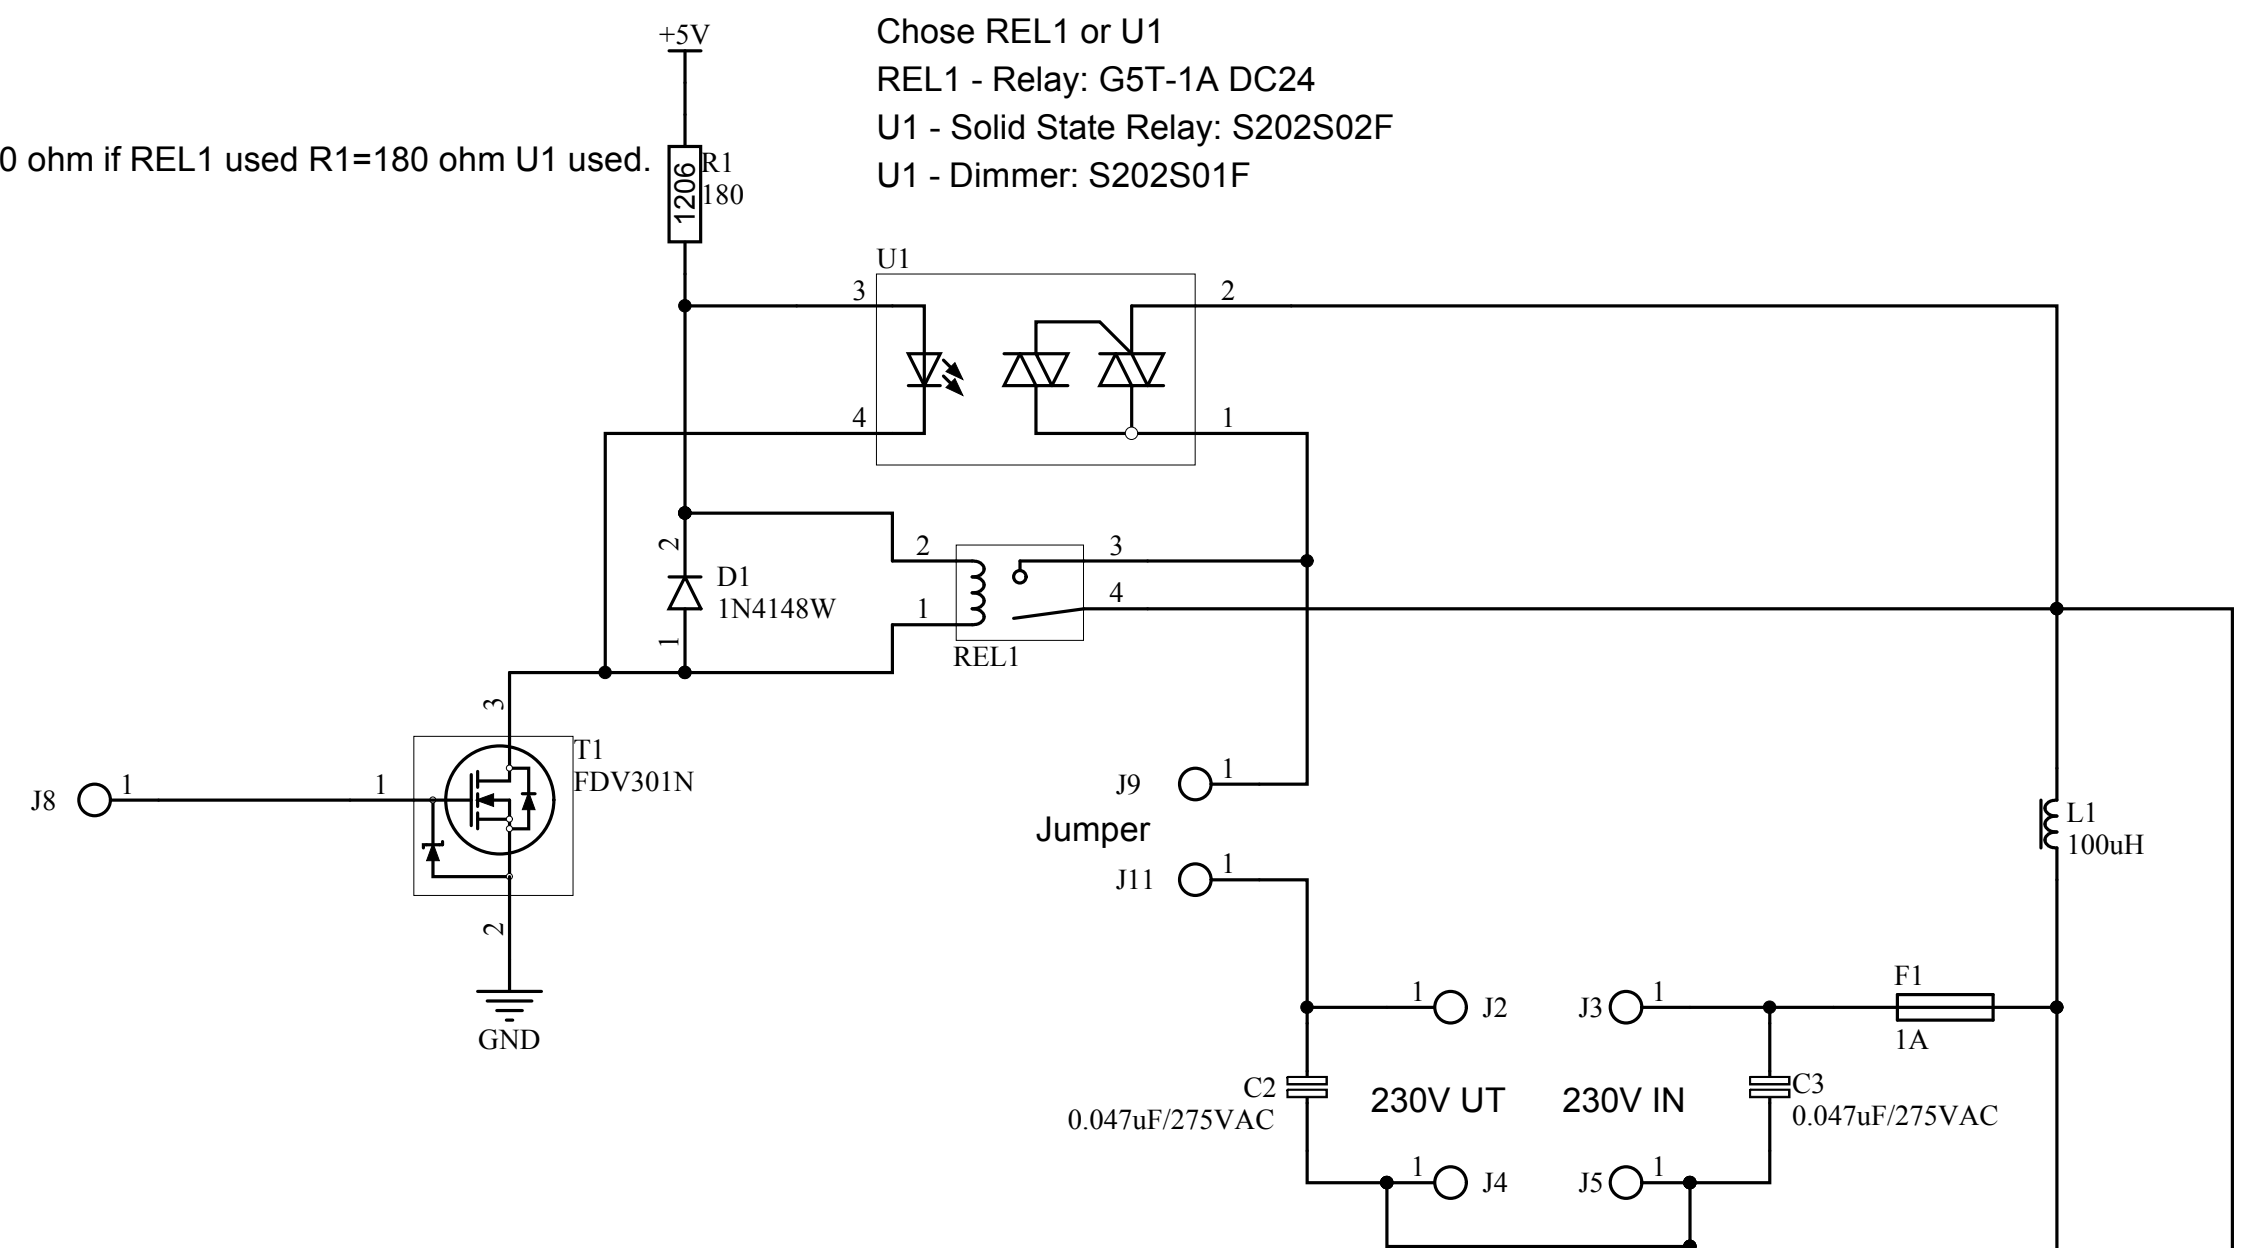 +5V
Chose REL1 or U1
REL1 - Relay: G5T-1A DC24
U1 - Solid State Relay: S202S02F
U1 - Dimmer: S202S01F
0 ohm if REL1 used R1=180 ohm U1 used.
1206
R1
180
U1
3
2
4
1
2
D1
1N4148W
1
2
1
3
4
REL1
3
T1
FDV301N
J8
1
1
2
GND
J9
1
Jumper
J11
1
L1
100uH
F1
1A
1
J2
J3
1
C2
0.047uF/275VAC
230V UT
230V IN
C3
0.047uF/275VAC
1
J4
J5
1